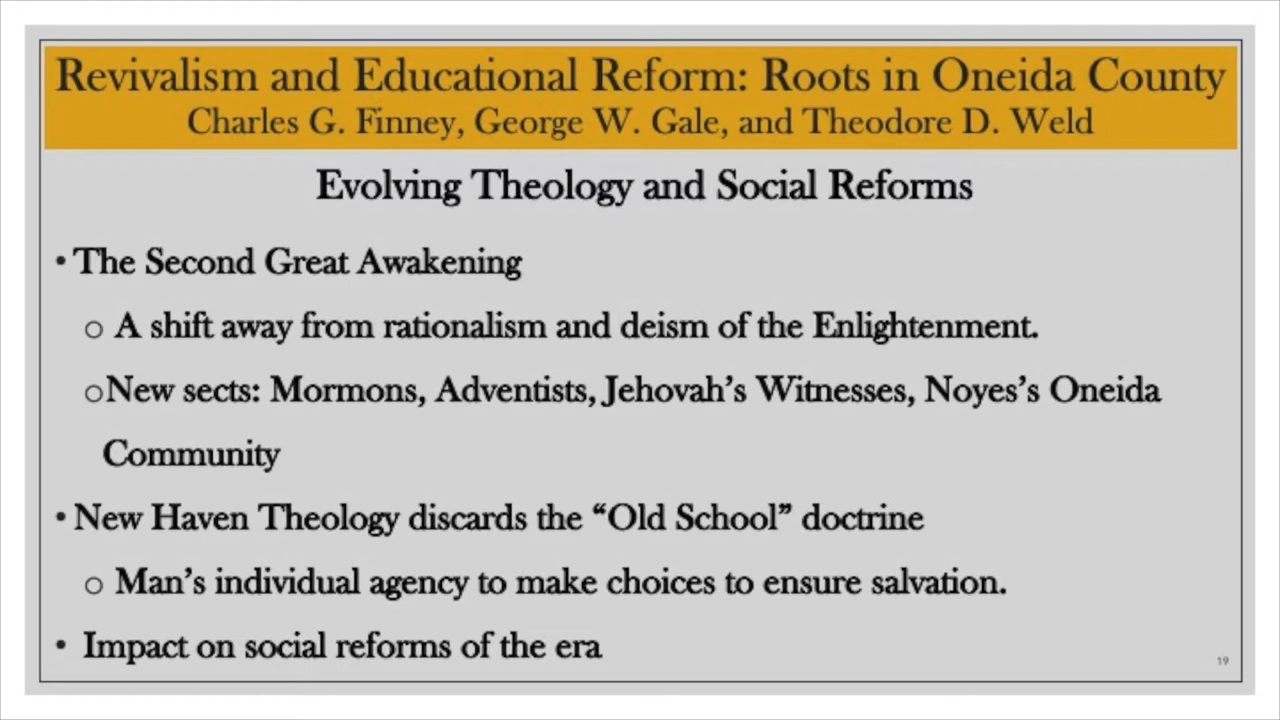 Revivalism and Educational Reform: Roots in Oneida County
Charles G. Finney, George W. Gale, and Theodore D. Weld
Evolving Theology and Social Reforms
• The Second Great Awakening
o A shift away from rationalism and deism of the Enlightenment.
oNew sects: Mormons, Adventists, Jehovah’s Witnesses, Noyes’s Oneida
Community
• New Haven Theology discards the “Old School” doctrine
o Man’s individual agency to make choices to ensure salvation.
• Impact on social reforms of the era
19